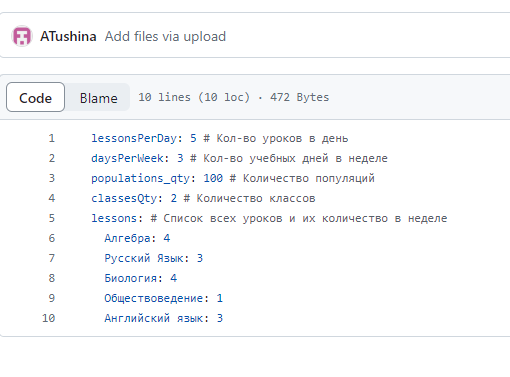 ATushina Add files via upload
Code Blame 10 lines (10 loc) · 472 Bytes
1 lessonsPerDay: 5 # Кол-во уроков в день
2 daysPerWeek: 3 # Кол-во учебных дней в неделе
3 populations_qty: 100 # Количество популяций
4 classesQty: 2 # Количество классов
5 lessons: # Список всех уроков и их количество в неделе
6 Алгебра: 4
7 Русский Язык: 3
8 Биология: 4
9 Обществоведение: 1
10 Английский язык: 3